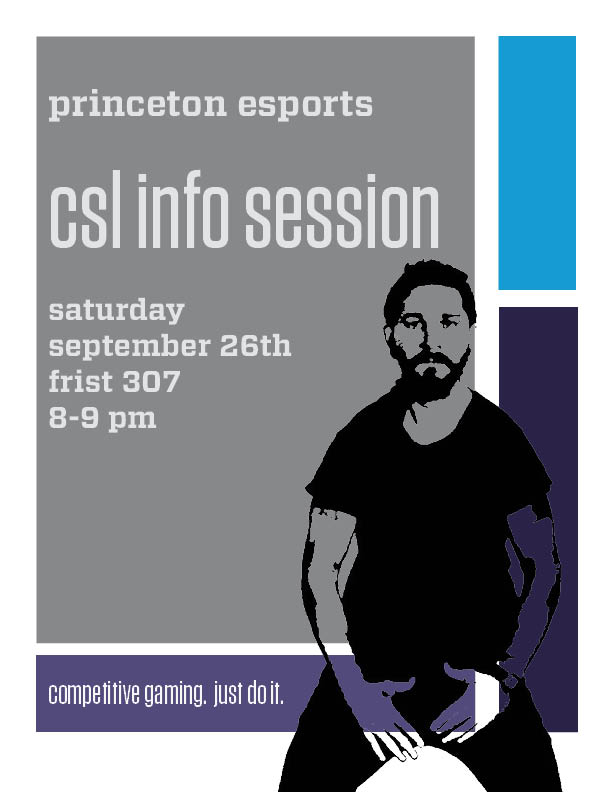 princeton esports
csl info session
saturday
september 26th
frist 307
8-9 pm
competitive gaming. just do it.